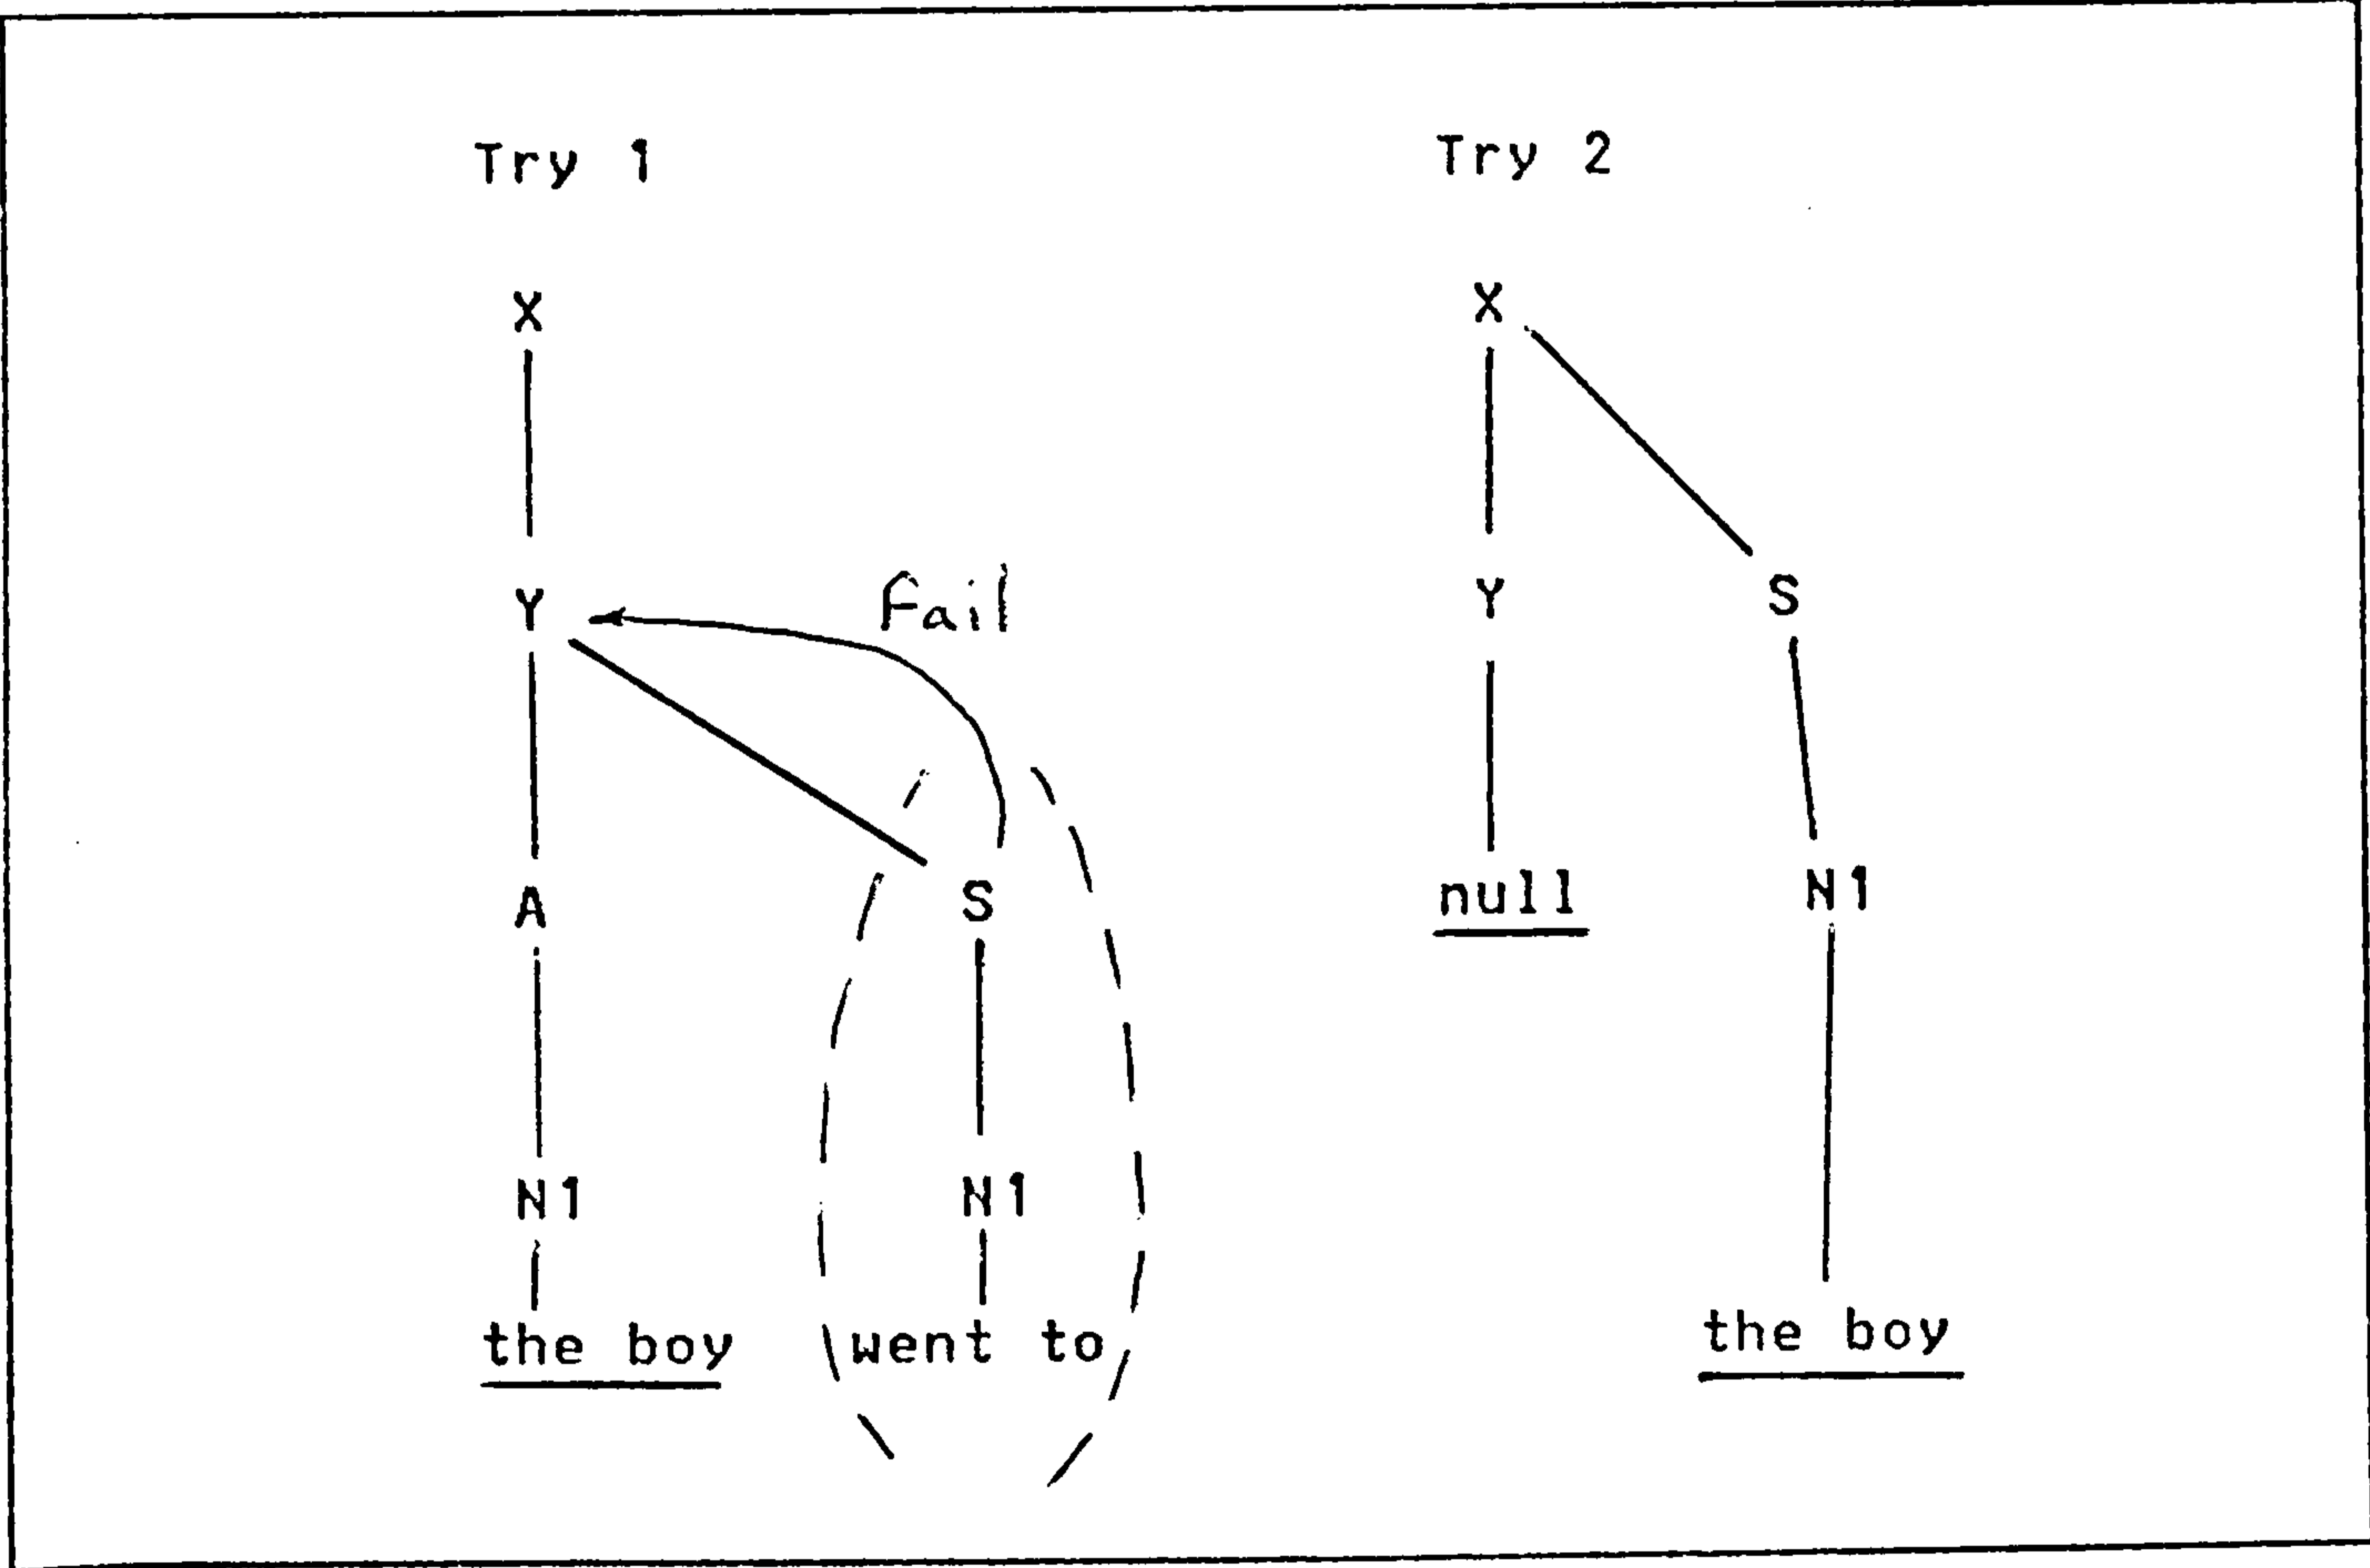 Try 1 Try 2
X X
Fail
Y Y S
A S null N1
N1 N1
the boy went to the boy